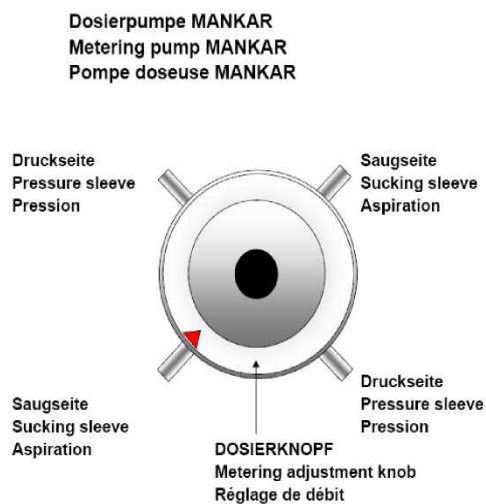 Dosierpumpe MANKAR
Metering pump MANKAR
Pompe doseuse MANKAR
Druckseite
Pressure sleeve
Pression
Saugseite
Sucking sleeve
Aspiration
Saugseite
Sucking sleeve
Aspiration
Druckseite
Pressure sleeve
Pression
DOSIERKNOPF
Metering adjustment knob
Réglage de débit